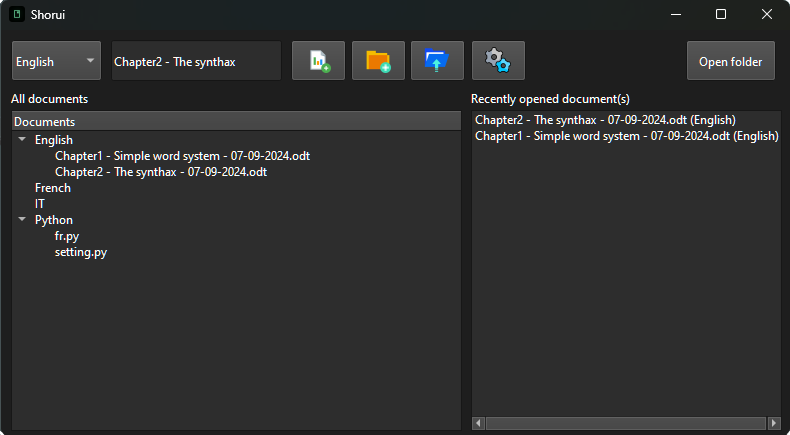 Shorui
English
Chapter2 - The synthax
Open folder
All documents
Recently opened document(s)
Documents
English
Chapter1 - Simple word system - 07-09-2024.odt
Chapter2 - The synthax - 07-09-2024.odt
French
IT
Python
fr.py
setting.py
Chapter2 - The synthax - 07-09-2024.odt (English)
Chapter1 - Simple word system - 07-09-2024.odt (English)